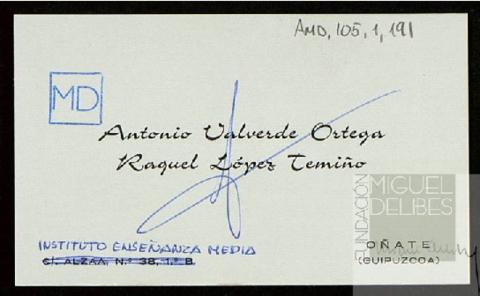 AMD, 105, 1, 191
MD
Antonio Valverde Ortega
Raquel López Temiño
FUNDACIÓN
MIGUEL
DELIBES
INSTITUTO ENSEÑANZA MEDIA
C/. ALZAA, N.º 38, 1.º B
OÑATE
(GUIPUZCOA)